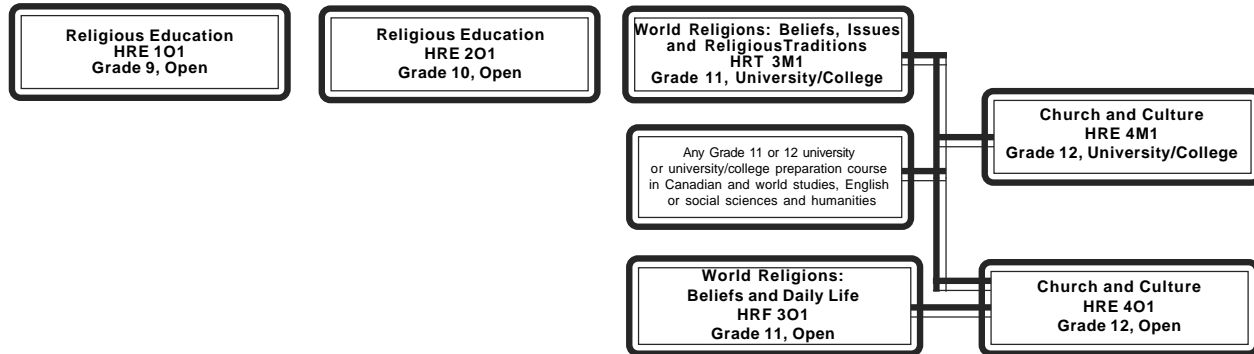 Religious Education
HRE 1O1
Grade 9, Open
Religious Education
HRE 2O1
Grade 10, Open
World Religions: Beliefs, Issues
and ReligiousTraditions
HRT 3M1
Grade 11, University/College
Church and Culture
HRE 4M1
Grade 12, University/College
Any Grade 11 or 12 university
or university/college preparation course
in Canadian and world studies, English
or social sciences and humanities
World Religions:
Beliefs and Daily Life
HRF 3O1
Grade 11, Open
Church and Culture
HRE 4O1
Grade 12, Open